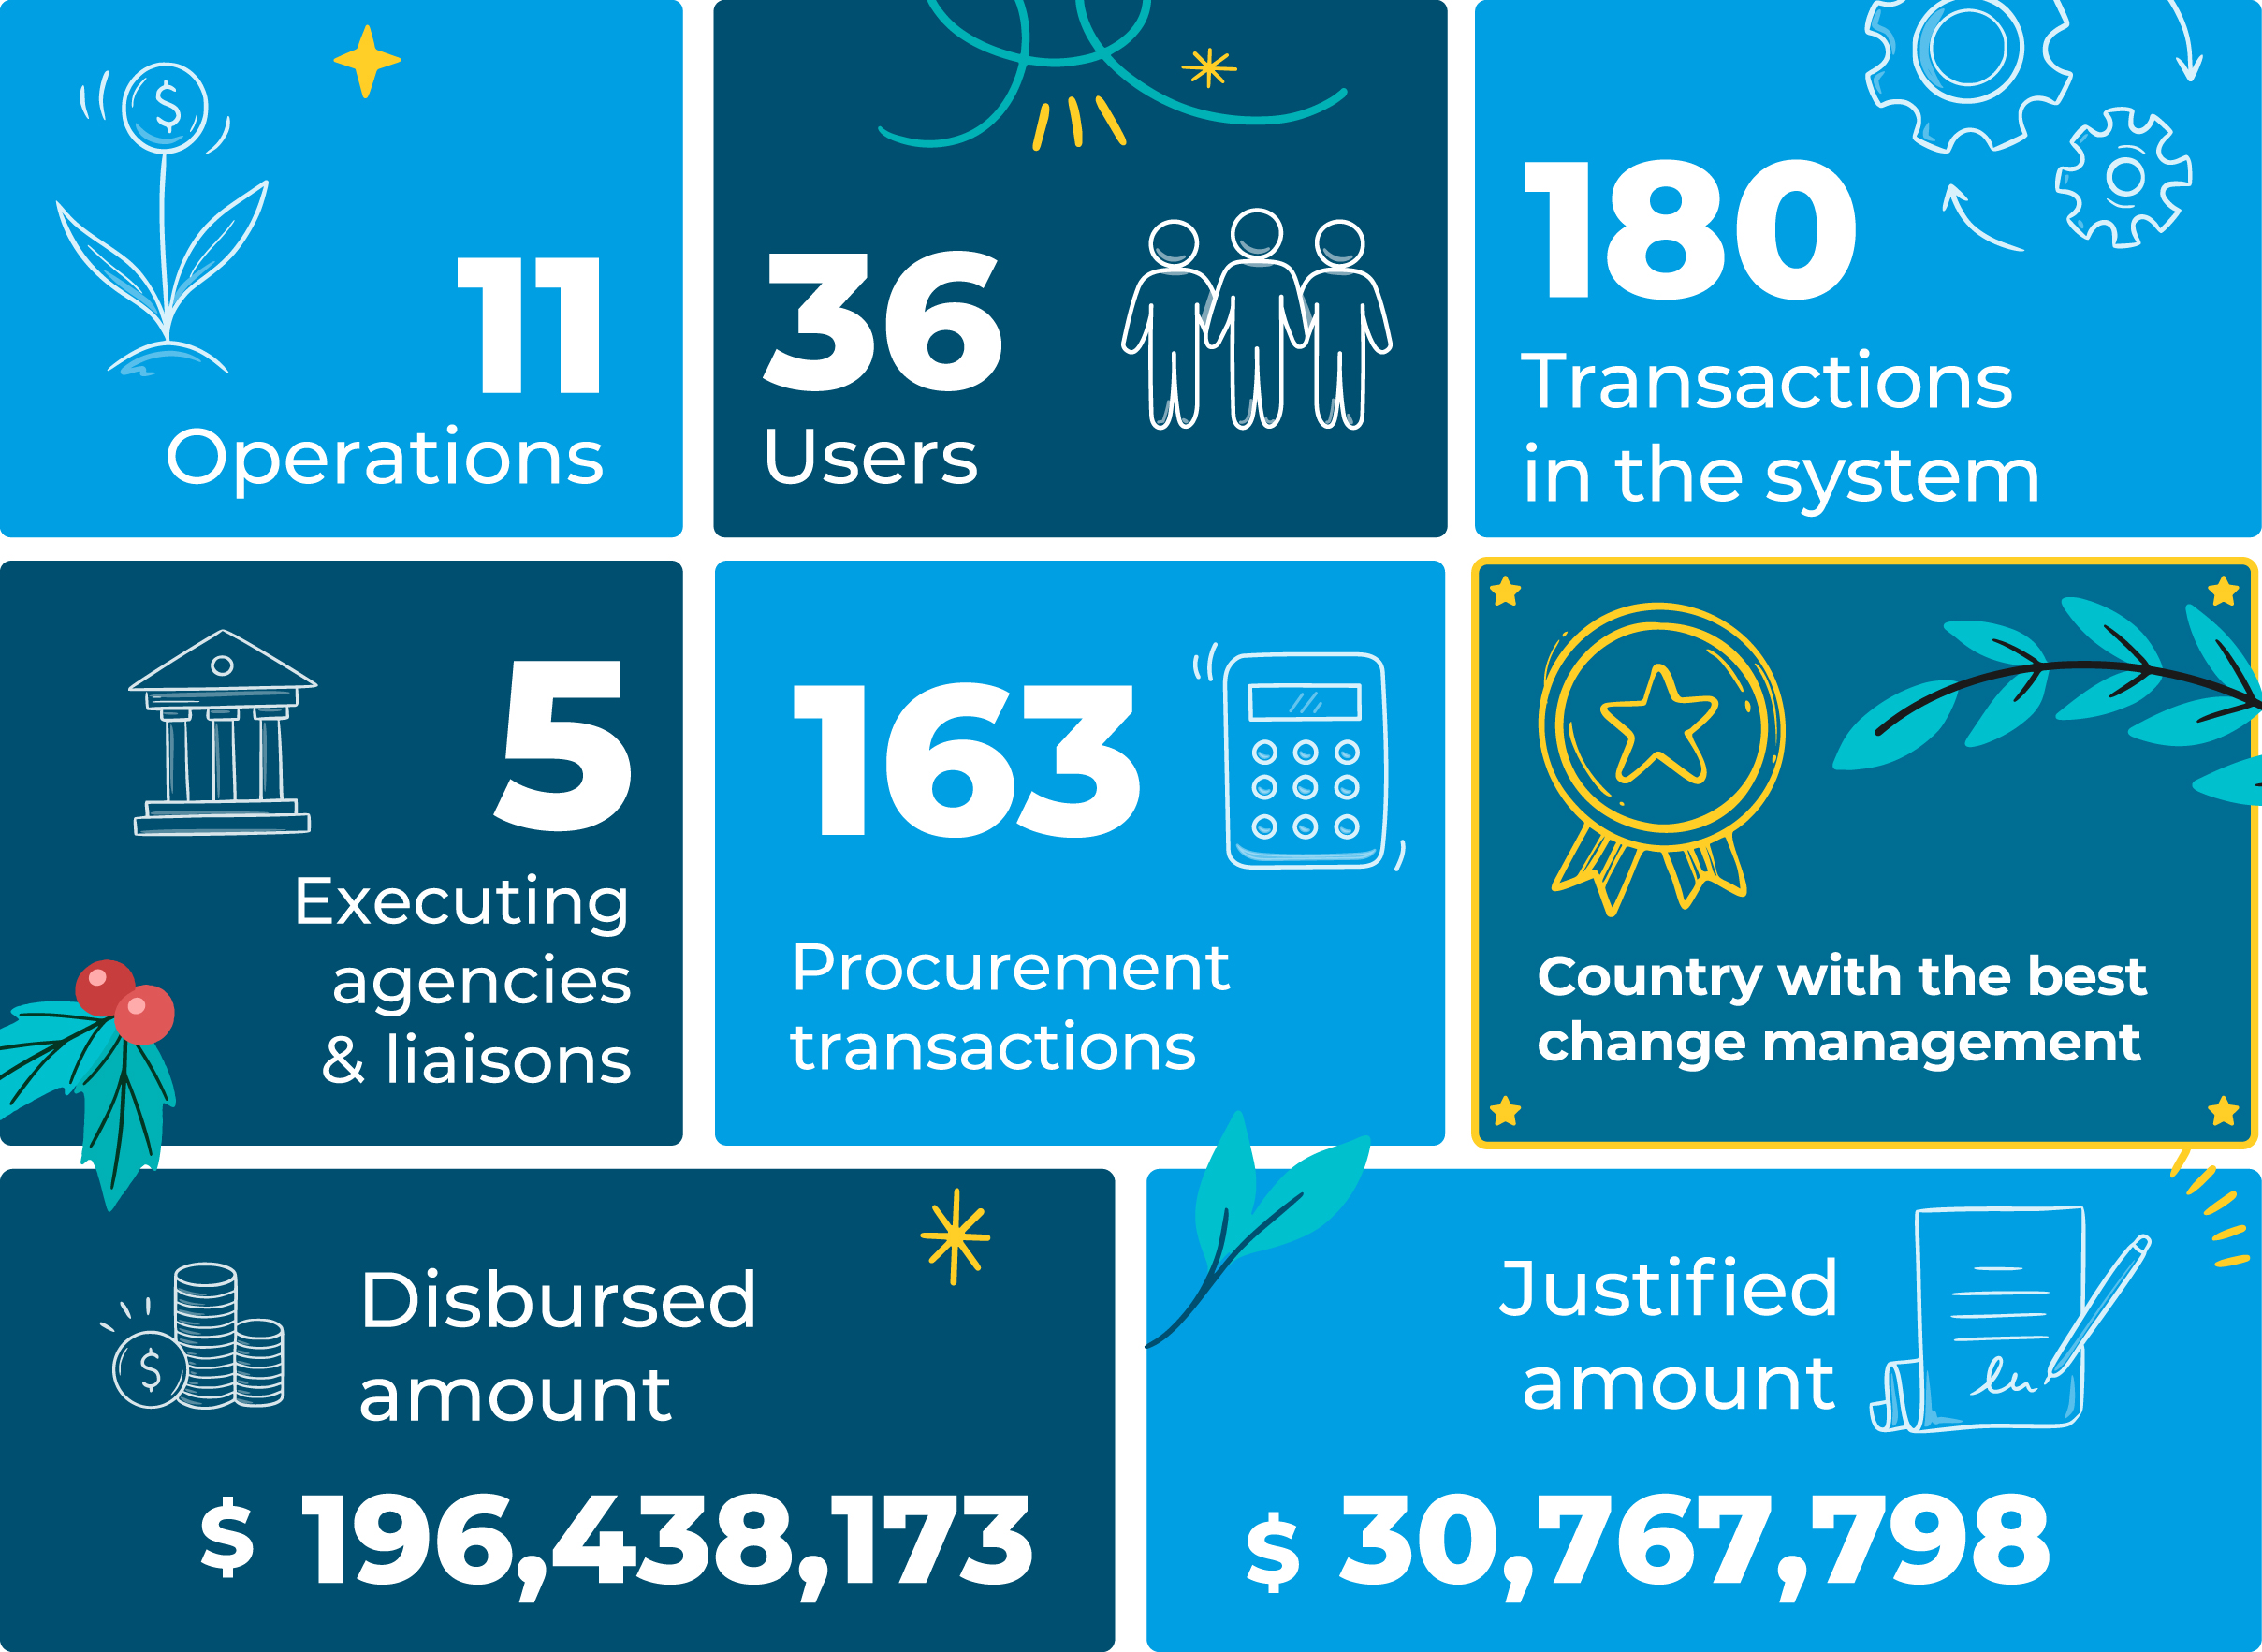 11
Operations
36
Users
180
Transactions
in the system
5
Executing
agencies
& liaisons
163
Procurement
transactions
Country with the best
change management
Disbursed
amount
$ 196,438,173
Justified
amount
$ 30,767,798